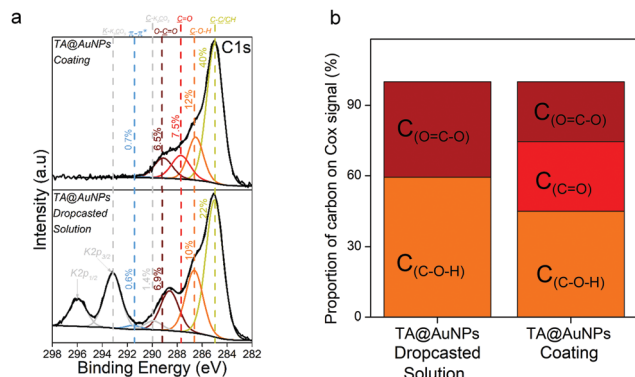 a
b
K-K₂CO₃
π-π*
C-K₂CO₃
O-C=O
C=O
C-O-H
C-C/CH
TA@AuNPs
Coating
C1s
0.7%
6.5%
7.5%
12%
40%
TA@AuNPs
Dropcasted
Solution
K2p₁/₂
K2p₃/₂
0.6%
1.4%
6.9%
10%
22%
Intensity (a.u)
298 296 294 292 290 288 286 284 282
Binding Energy (eV)
Proportion of carbon on Cox signal (%)
90
60
30
0
C(O=C-O)
C(C-O-H)
C(O=C-O)
C(C=O)
C(C-O-H)
TA@AuNPs
Dropcasted
Solution
TA@AuNPs
Coating